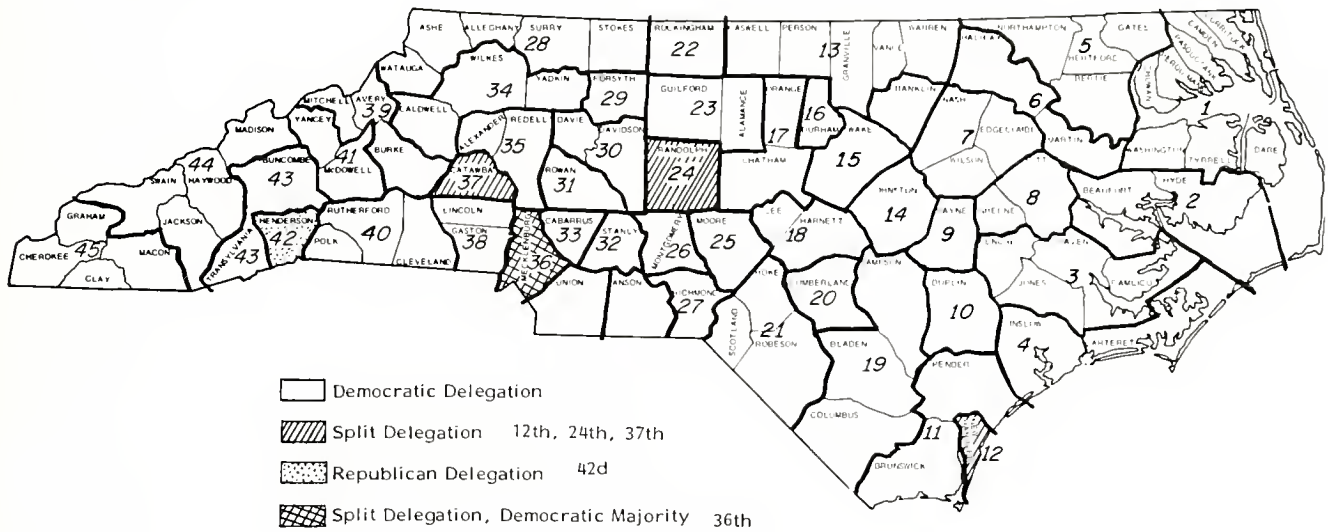 ASHE
ALLEGHANY
SURRY
28
STOKES
ROCKINGHAM
22
ASWELL
PERSON
13
GRANVILLE
VANCE
WARREN
HALIFAX
NORTHAMPTON
5
HERTFORD
GATES
CURRITUCK
CAMDEN
PASQUOTANK
WATAUGA
WILKES
34
YADKIN
FORSYTH
29
GUILFORD
23
ALAMANCE
ORANGE
17
16
DURHAM
WAKE
15
FRANKLIN
NASH
7
EDGECOMBE
WILSON
6
BERTIE
MARTIN
1
WASHINGTON
TYRRELL
DARE
MITCHELL
AVERY
39
YANCEY
CALDWELL
ALEXANDER
IREDELL
35
DAVIE
DAVIDSON
30
RANDOLPH
24
CHATHAM
MADISON
BUNCOMBE
43
41
McDOWELL
BURKE
CATAWBA
37
ROWAN
31
JOHNSTON
14
8
BEAUFORT
HYDE
2
SWAIN
44
HAYWOOD
GRAHAM
JACKSON
HENDERSON
42
RUTHERFORD
40
POLK
CLEVELAND
LINCOLN
GASTON
38
MECKLENBURG
36
CABARRUS
33
STANLY
32
MONTGOMERY
26
MOORE
25
LEE
HARNETT
18
9
3
JONES
PAMLICO
CHEROKEE
45
CLAY
MACON
TRANSYLVANIA
43
UNION
ANSON
RICHMOND
27
HOKE
20
DUPLIN
10
ONSLOW
4
SCOTLAND
21
ROBESON
BLADEN
19
PENDER
COLUMBUS
11
BRUNSWICK
12
Democratic Delegation
Split Delegation 12th, 24th, 37th
Republican Delegation 42d
Split Delegation, Democratic Majority 36th